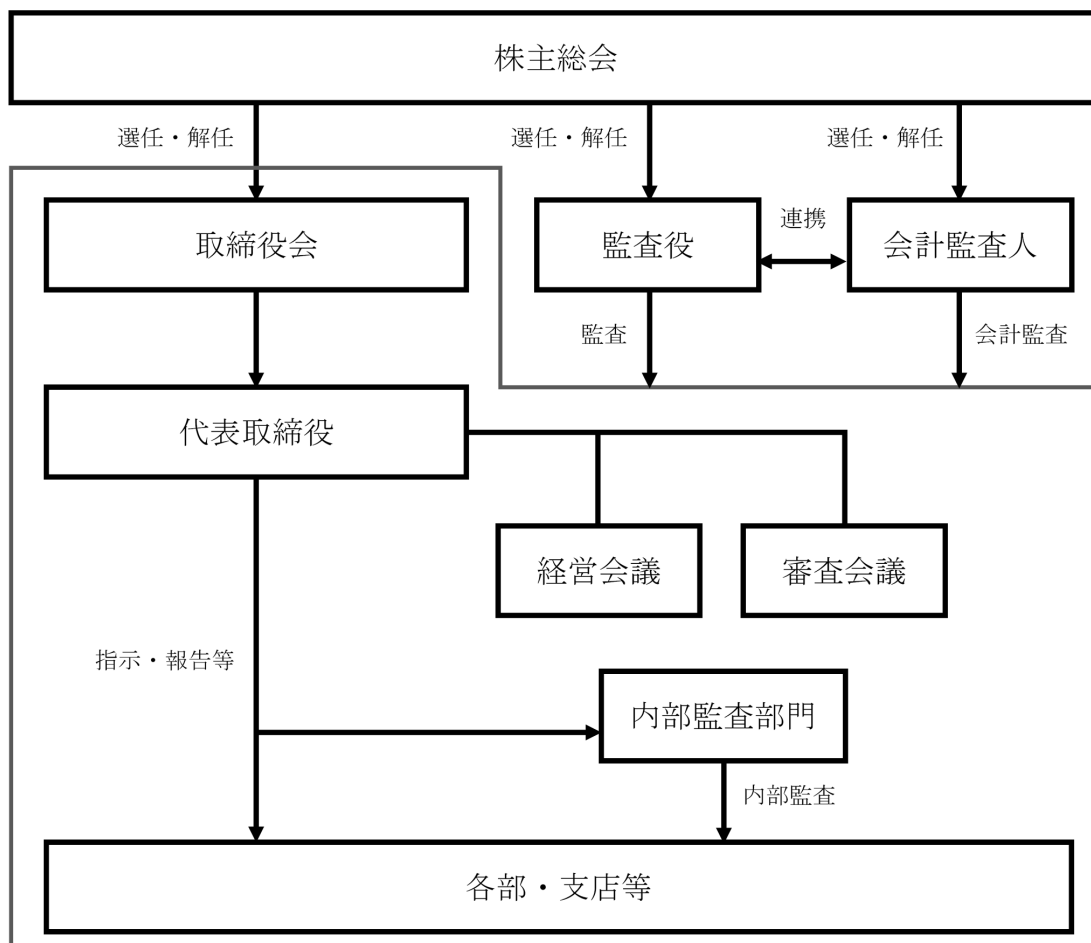 株主総会
選任・解任
選任・解任
選任・解任
取締役会
監査役
連携
会計監査人
監査
会計監査
代表取締役
経営会議
審査会議
指示・報告等
内部監査部門
内部監査
各部・支店等